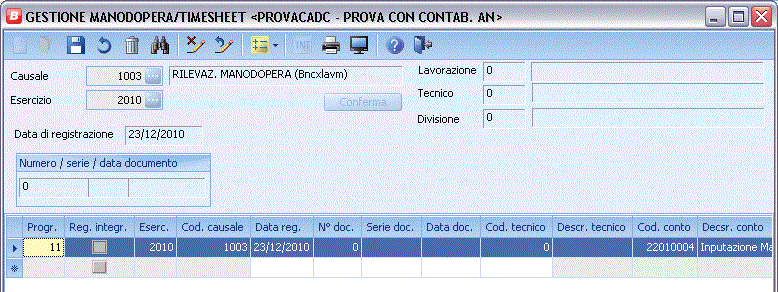 B GESTIONE MANODOPERA/TIMESHEET <PROVACADC - PROVA CON CONTAB. AN>
Causale 1003 ... RILEVAZ. MANODOPERA (Bncxlavm) Lavorazione 0
Esercizio 2010 ... Conferma Tecnico 0
Divisione 0
Data di registrazione 23/12/2010
Numero / serie / data documento
0
Progr. Reg. integr. Eserc. Cod. causale Data reg. N° doc. Serie doc. Data doc. Cod. tecnico Descr. tecnico Cod. conto Decsr. conto
11 2010 1003 23/12/2010 0 0 22010004 Inputazione Ma